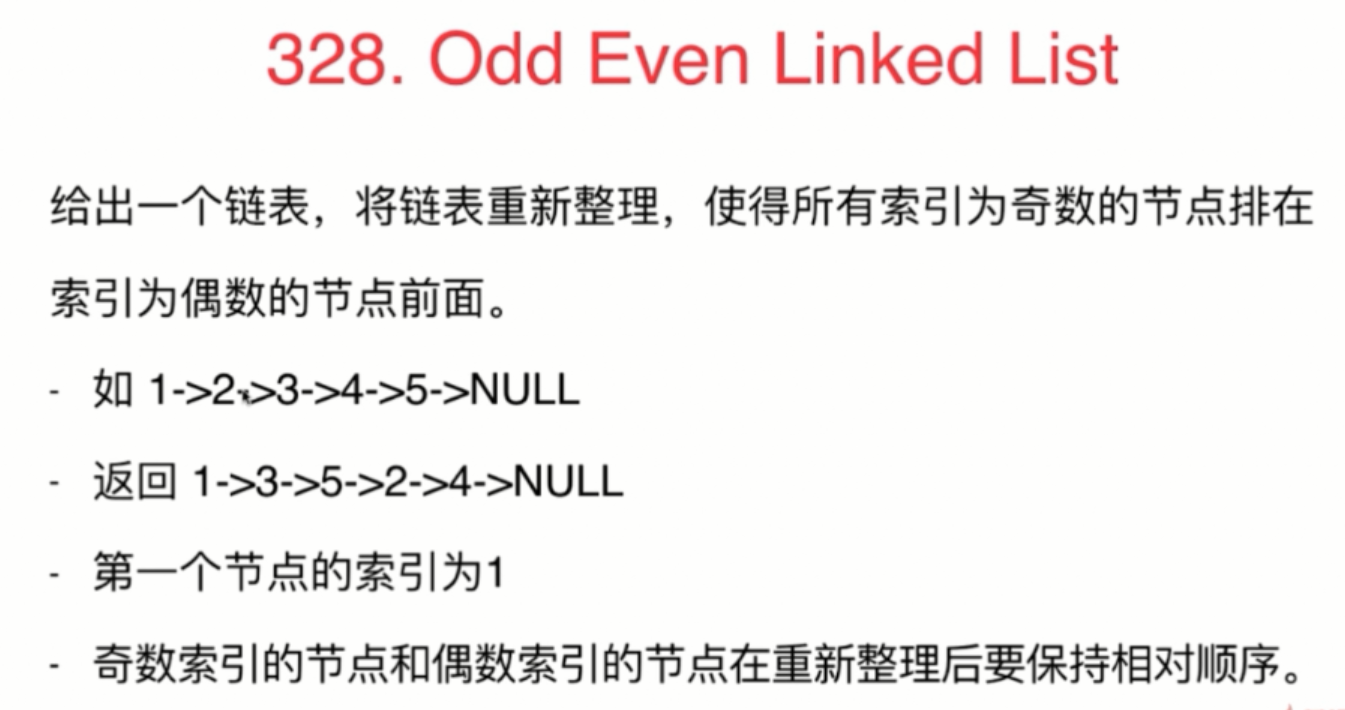 328. Odd Even Linked List
给出一个链表，将链表重新整理，使得所有索引为奇数的节点排在
索引为偶数的节点前面。
- 如 1->2->3->4->5->NULL
- 返回 1->3->5->2->4->NULL
- 第一个节点的索引为1
- 奇数索引的节点和偶数索引的节点在重新整理后要保持相对顺序。